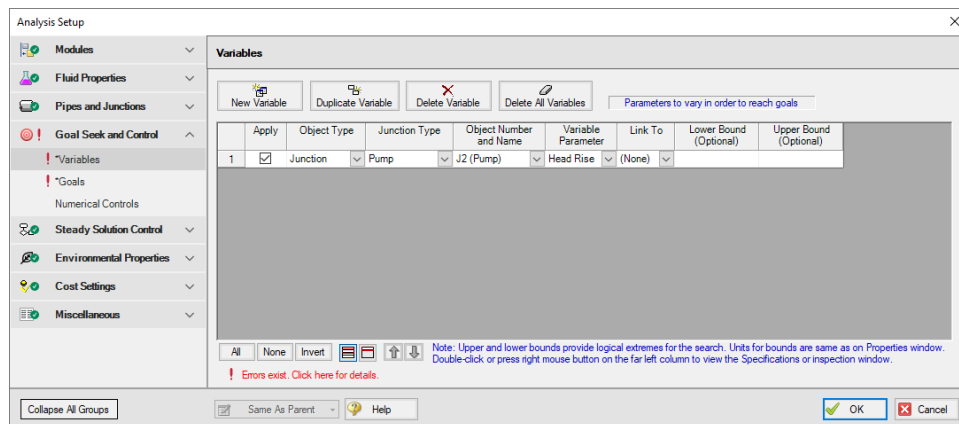 Analysis Setup
Modules
Fluid Properties
Pipes and Junctions
! Goal Seek and Control
! *Variables
! *Goals
Numerical Controls
Steady Solution Control
Environmental Properties
Cost Settings
Miscellaneous
Collapse All Groups
Variables
New Variable
Duplicate Variable
Delete Variable
Delete All Variables
Parameters to vary in order to reach goals
Apply Object Type Junction Type Object Number and Name Variable Parameter Link To Lower Bound (Optional) Upper Bound (Optional)
1 Junction Pump J2 (Pump) Head Rise (None)
All None Invert
Note: Upper and lower bounds provide logical extremes for the search. Units for bounds are same as on Properties window.
Double-click or press right mouse button on the far left column to view the Specifications or inspection window.
! Errors exist. Click here for details.
Same As Parent
Help
OK
Cancel